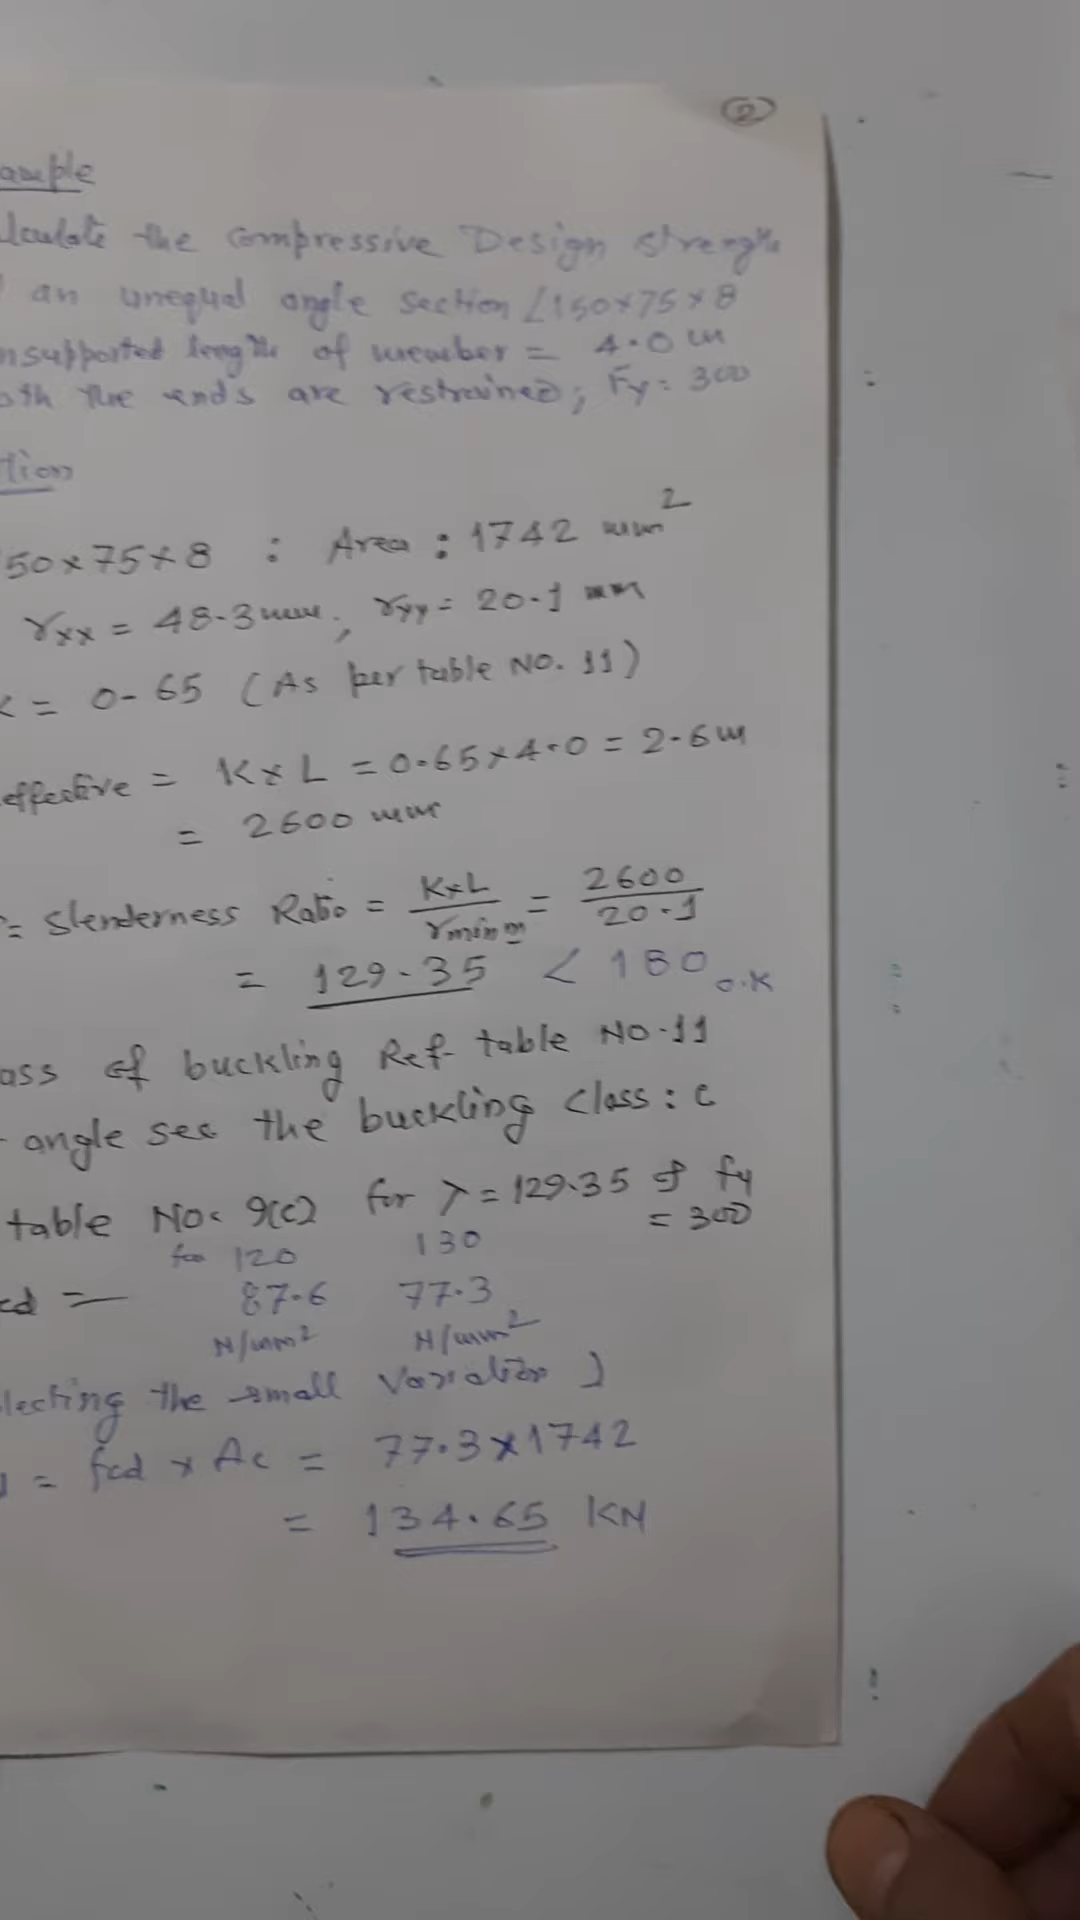 2
ample
lculate the compressive Design strength
an unequal angle section ∠150×75×8
nsupported length of member = 4.0 m
oth the ends are restrained; Fy = 300
tion
50×75×8 : Area : 1742 mm²
rxx = 48.3 mm; ryy = 20.1 mm
K = 0.65 (As per table NO. 11)
effective = K×L = 0.65×4.0 = 2.6 m
= 2600 mm
= Slenderness Ratio = K×L / rminm = 2600 / 20.1
= 129.35 < 180 O.K
ass of buckling Ref- table NO-11
angle sec the buckling class: c
table No. 9(c) for λ = 129.35 & fy = 300
for 120 130
cd = 87.6 77.3
N/mm² N/mm²
lecting the small variation)
= fcd × Ac = 77.3×1742
= 134.65 KN